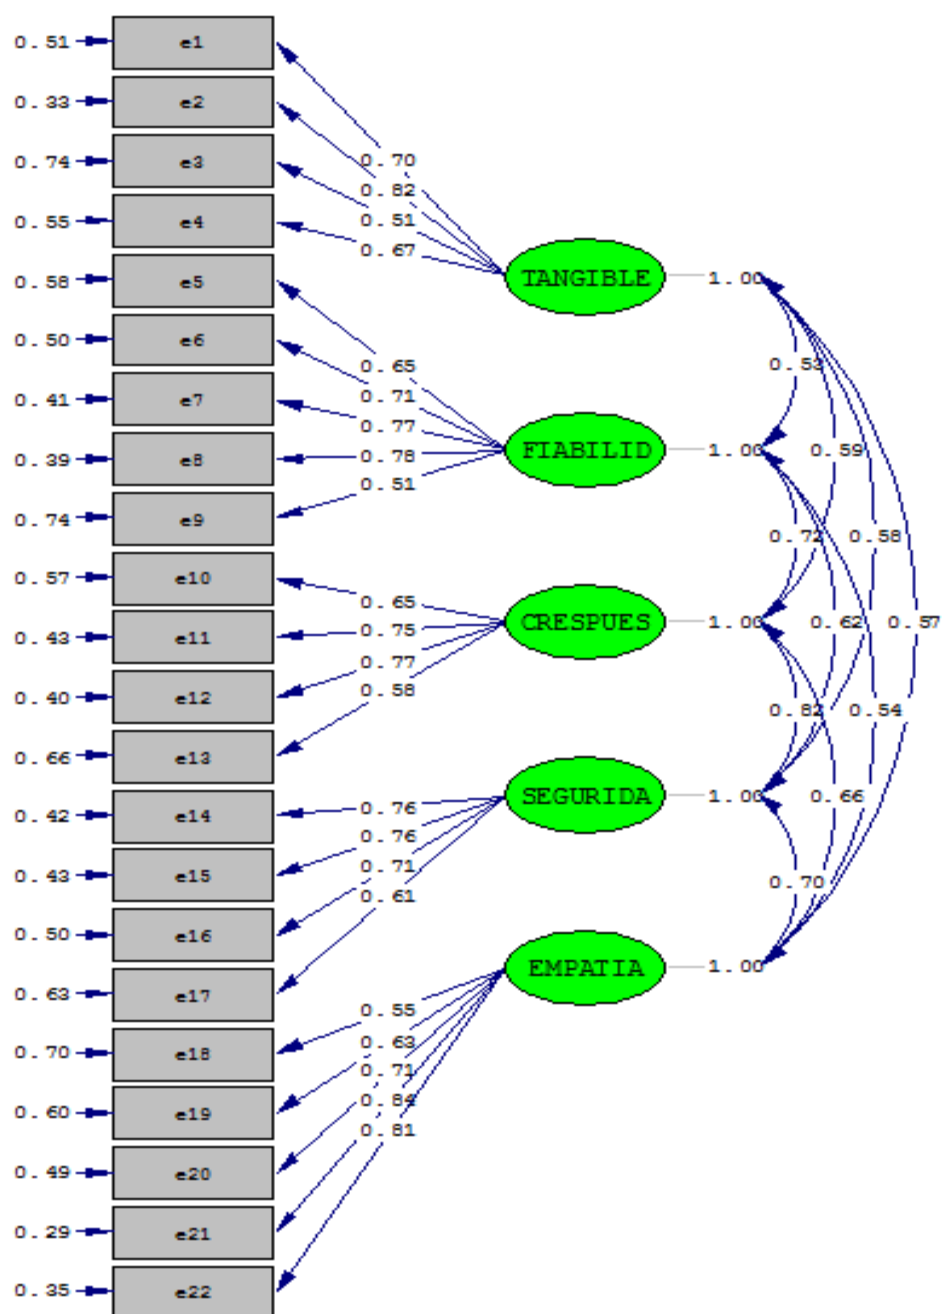 0.51 e1
0.33 e2
0.74 e3
0.70
0.82
0.55 e4
0.51
0.67
0.58 e5
TANGIBLE 1.00
0.50 e6
0.65
0.53
0.71
0.41 e7
0.77
0.39 e8
0.78
FIABILID 1.00
0.59
0.51
0.74 e9
0.72
0.58
0.57 e10
0.65
0.43 e11
0.75
CRESPUES 1.00
0.62
0.57
0.77
0.40 e12
0.58
0.82
0.54
0.66 e13
0.42 e14
0.76
SEGURIDA 1.00
0.66
0.76
0.71
0.43 e15
0.61
0.70
0.50 e16
0.63 e17
EMPATIA 1.00
0.55
0.63
0.70 e18
0.71
0.84
0.60 e19
0.81
0.49 e20
0.29 e21
0.35 e22